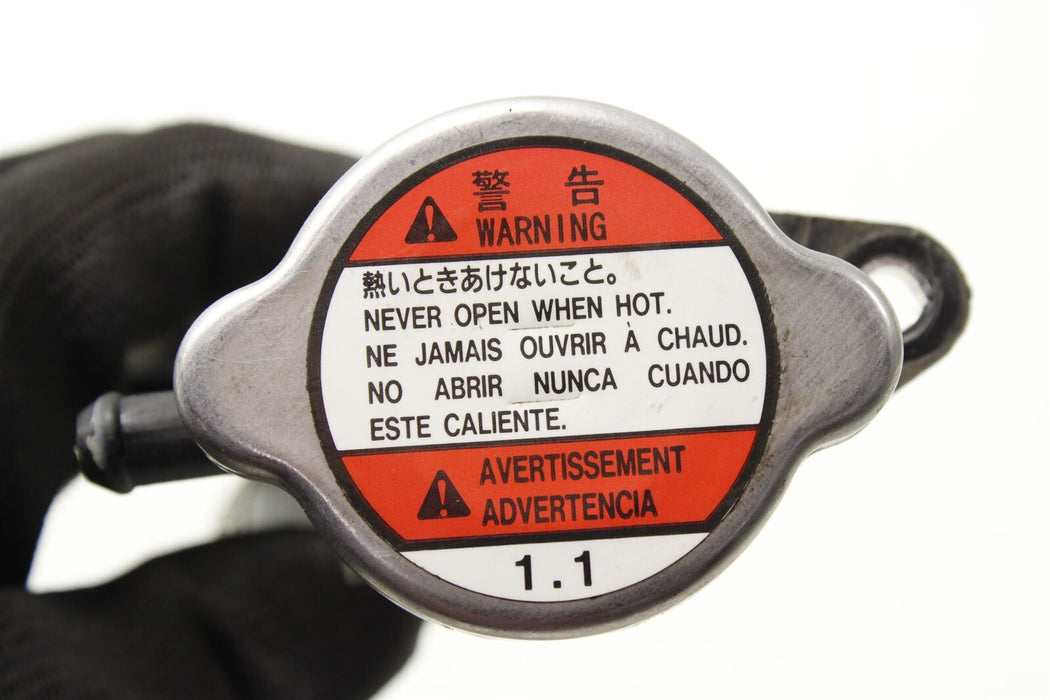 警告
WARNING
熱いときあけないこと。
NEVER OPEN WHEN HOT.
NE JAMAIS OUVRIR À CHAUD.
NO ABRIR NUNCA CUANDO
ESTE CALIENTE.
AVERTISSEMENT
ADVERTENCIA
1.1